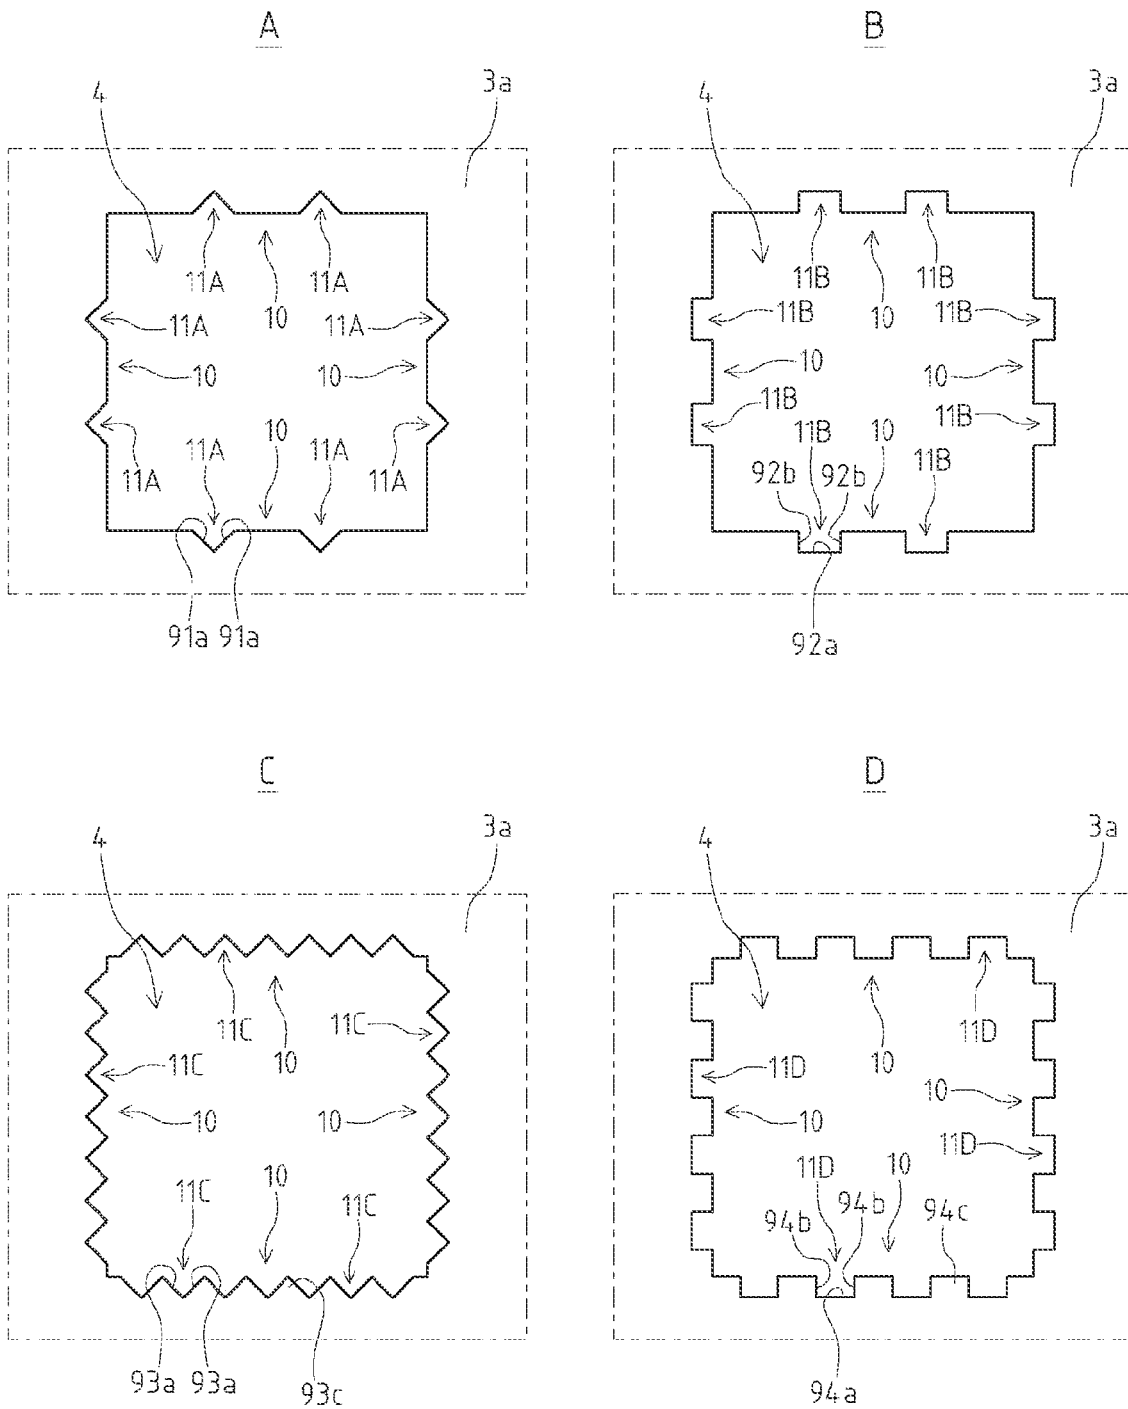 A B
4 3a 4 3a
11A 11A 11B 11B
10 10
11A 11A 11B 11B
10 10 10 10
11B 11B 10 11B
11A 10 11A 11B
11A 11A 92b 92b
91a 91a 92a
C D
4 3a 4 3a
11C 11C 11D
10 10
11C 11D
10 10 10 10
11C 10 11C 11D 10 11D
94b 94b 94c
93a 93a 93c 94a